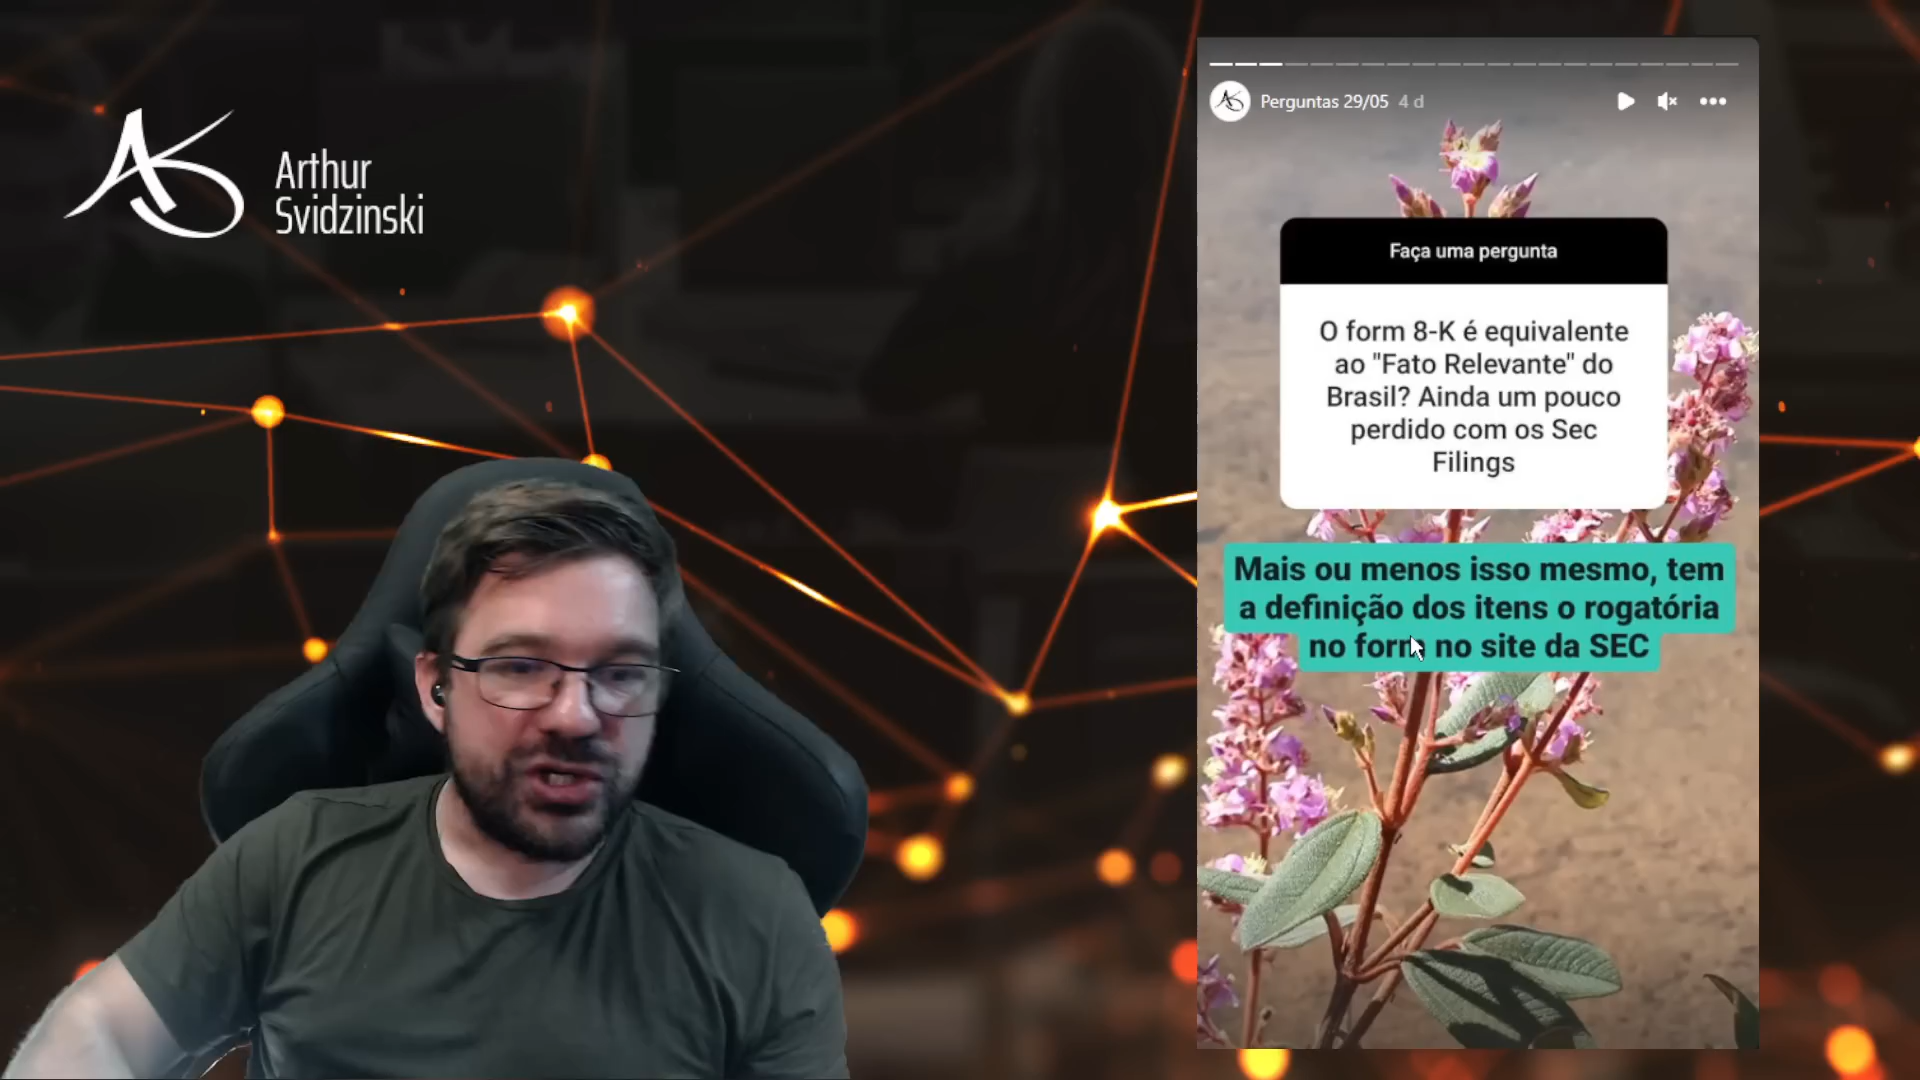 Arthur
Svidzinski
Perguntas 29/05 4 d
Faça uma pergunta
O form 8-K é equivalente
ao "Fato Relevante" do
Brasil? Ainda um pouco
perdido com os Sec
Filings
Mais ou menos isso mesmo, tem
a definição dos itens o rogatória
no form no site da SEC